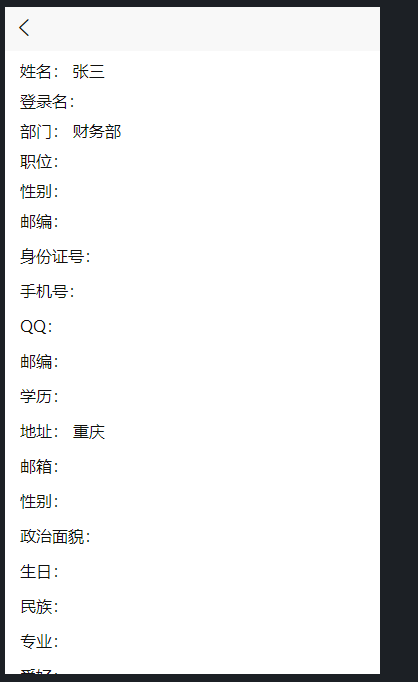 姓名： 张三
登录名：
部门： 财务部
职位：
性别：
邮编：
身份证号：
手机号：
QQ：
邮编：
学历：
地址： 重庆
邮箱：
性别：
政治面貌：
生日：
民族：
专业：